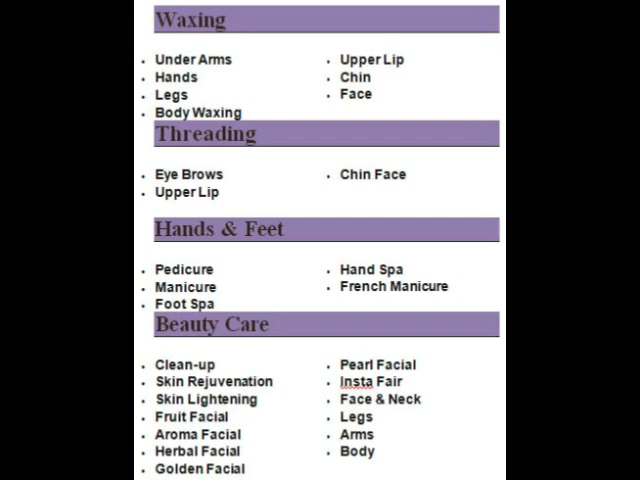 Waxing
Under Arms
Hands
Legs
Body Waxing
Upper Lip
Chin
Face
Threading
Eye Brows
Upper Lip
Chin Face
Hands & Feet
Pedicure
Manicure
Foot Spa
Hand Spa
French Manicure
Beauty Care
Clean-up
Skin Rejuvenation
Skin Lightening
Fruit Facial
Aroma Facial
Herbal Facial
Golden Facial
Pearl Facial
Insta Fair
Face & Neck
Legs
Arms
Body